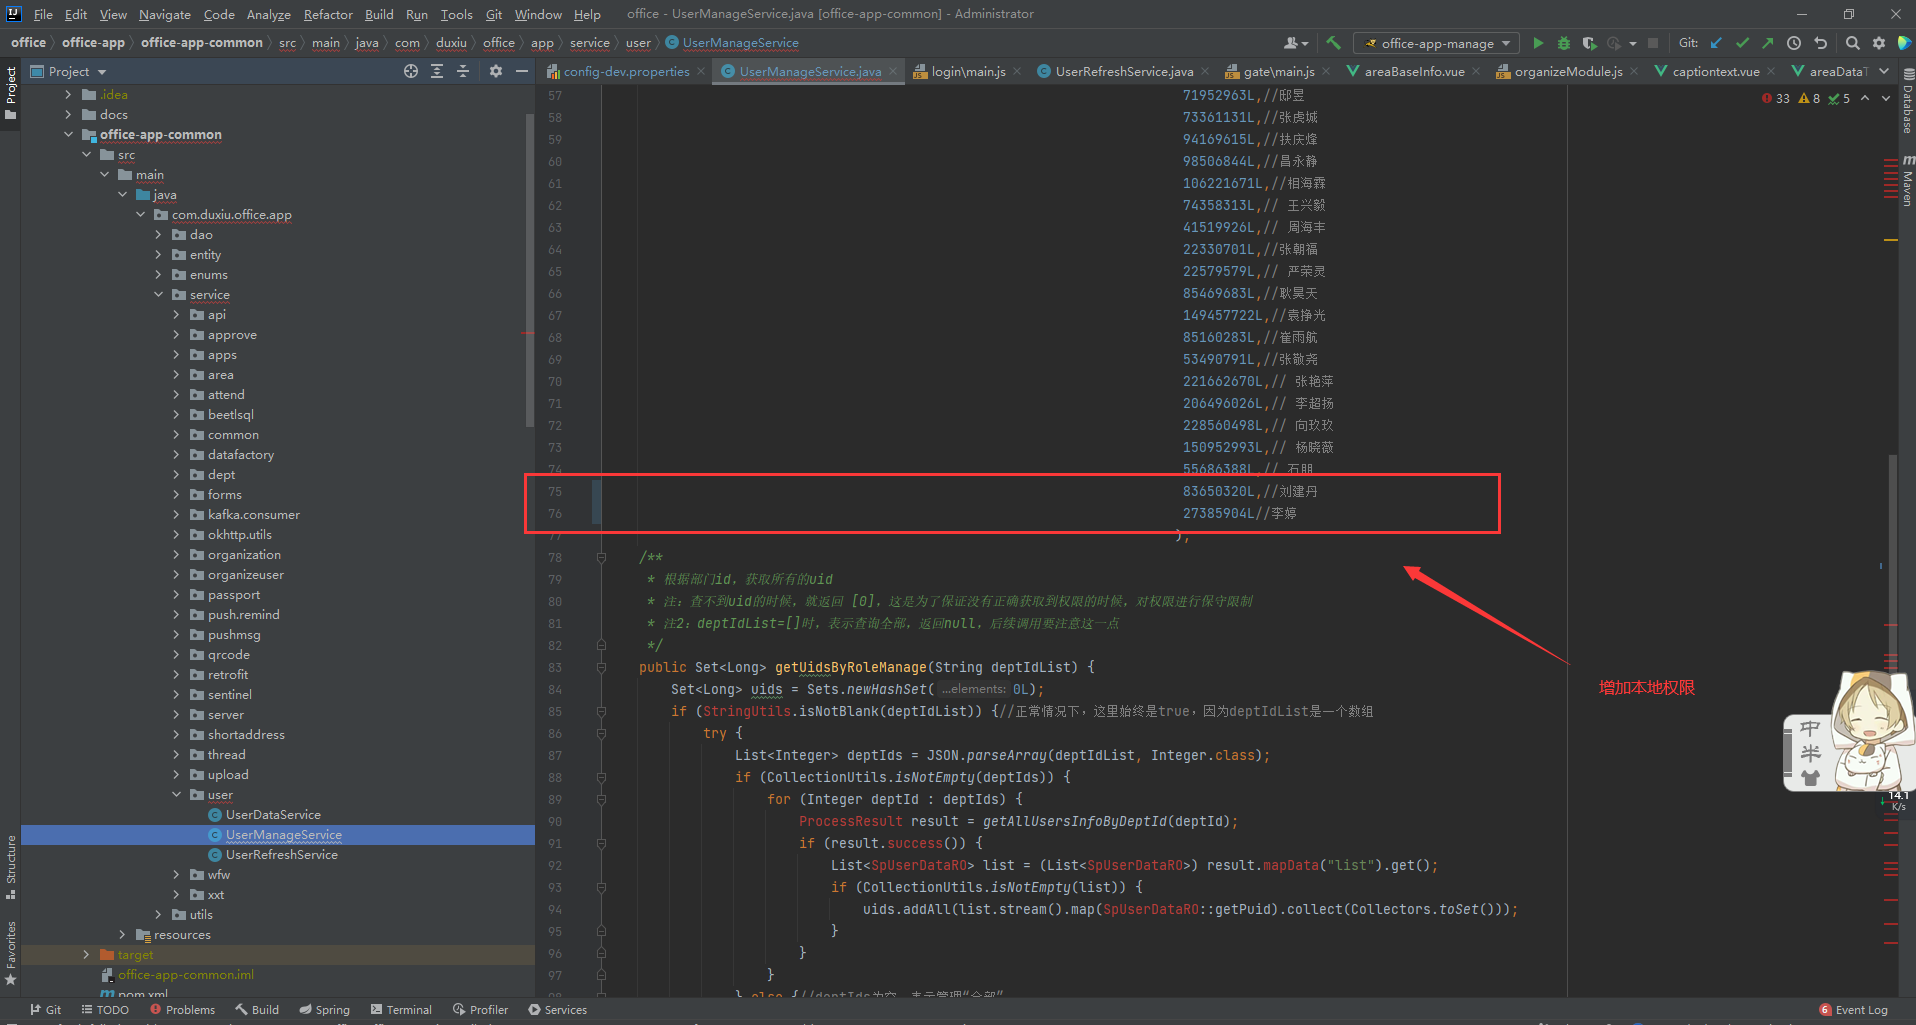 File Edit View Navigate Code Analyze Refactor Build Run Tools Git Window Help office - UserManageService.java [office-app-common] - Administrator
office office-app office-app-common src main java com duxiu office app service user UserManageService office-app-manage Git:
Project config-dev.properties UserManageService.java login\main.js UserRefreshService.java gate\main.js areaBaseInfo.vue organizeModule.js captiontext.vue areaDataT
Project
Structure
Favorites
Database
Maven
.idea
docs
office-app-common
src
main
java
com.duxiu.office.app
dao
entity
enums
service
api
approve
apps
area
attend
beetlsql
common
datafactory
dept
forms
kafka.consumer
okhttp.utils
organization
organizeuser
passport
push.remind
pushmsg
qrcode
retrofit
sentinel
server
shortaddress
thread
upload
user
UserDataService
UserManageService
UserRefreshService
wfw
xxt
utils
resources
target
office-app-common.iml
pom.xml
33 8 5
57 71952963L,//邸昱
58 73361131L,//张虎城
59 94169615L,//扶庆烽
60 98506844L,//昌永静
61 106221671L,//相海霖
62 74358313L,// 王兴毅
63 41519926L,// 周海丰
64 22330701L,//张朝福
65 22579579L,// 严荣灵
66 85469683L,//耿昊天
67 149457722L,//袁挣光
68 85160283L,//崔雨航
69 53490791L,//张敬尧
70 221662670L,// 张艳萍
71 206496026L,// 李超扬
72 228560498L,// 向玖玖
73 150952993L,// 杨晓薇
74 55686388L,// 石朋
75 83650320L,//刘建丹
76 27385904L//李婷
77 );
78 /**
79 * 根据部门id，获取所有的uid
80 * 注：查不到uid的时候，就返回 [0]，这是为了保证没有正确获取到权限的时候，对权限进行保守限制
81 * 注2：deptIdList=[]时，表示查询全部，返回null，后续调用要注意这一点
82 */
83 public Set<Long> getUidsByRoleManage(String deptIdList) {
84 Set<Long> uids = Sets.newHashSet( ...elements: 0L);
85 if (StringUtils.isNotBlank(deptIdList)) {//正常情况下，这里始终是true，因为deptIdList是一个数组
86 try {
87 List<Integer> deptIds = JSON.parseArray(deptIdList, Integer.class);
88 if (CollectionUtils.isNotEmpty(deptIds)) {
89 for (Integer deptId : deptIds) {
90 ProcessResult result = getAllUsersInfoByDeptId(deptId);
91 if (result.success()) {
92 List<SpUserDataRO> list = (List<SpUserDataRO>) result.mapData("list").get();
93 if (CollectionUtils.isNotEmpty(list)) {
94 uids.addAll(list.stream().map(SpUserDataRO::getPuid).collect(Collectors.toSet()));
95 }
96 }
97 }
98 } else {//deptIds为空，表示管理“全部”
增加本地权限
中
半
14.1
K/s
Git TODO Problems Build Spring Terminal Profiler Services 6 Event Log